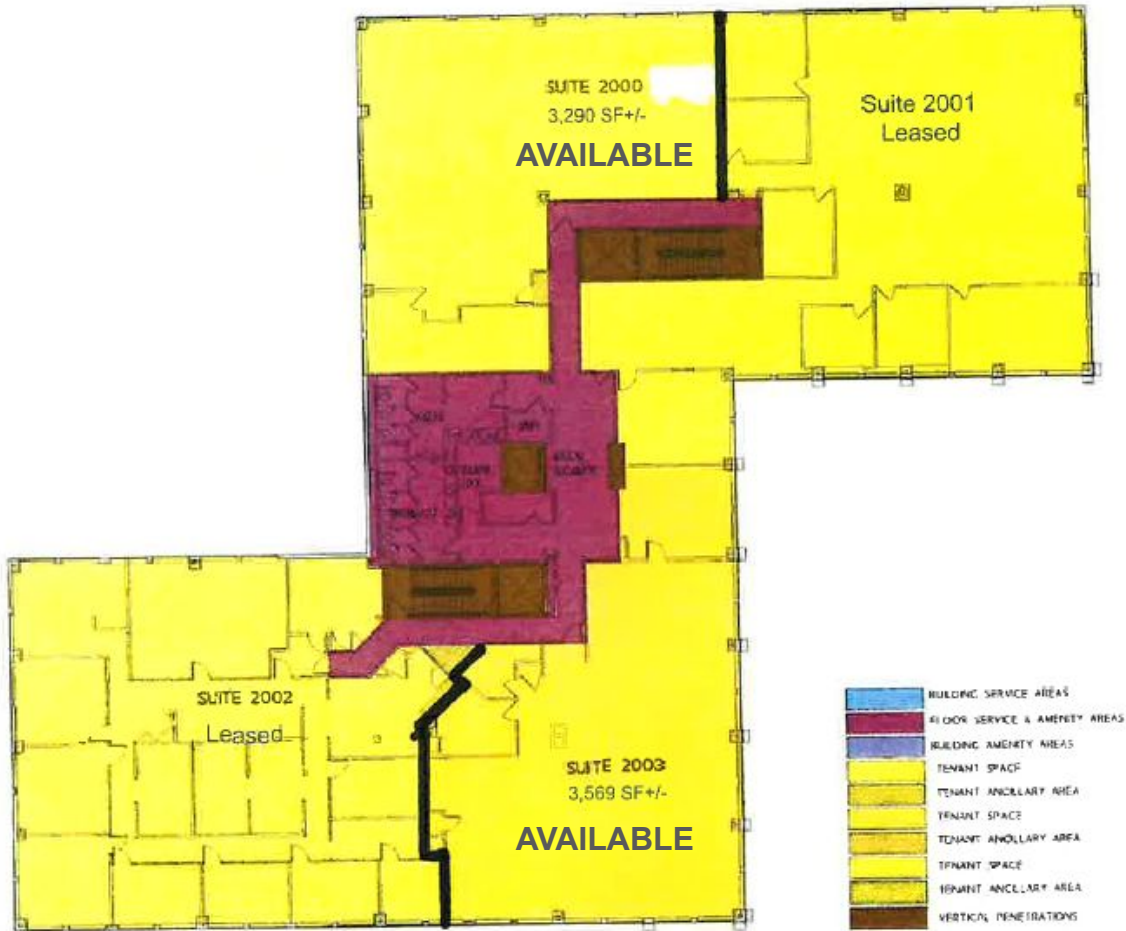 SUITE 2000
3,290 SF+/-
AVAILABLE
Suite 2001
Leased
MEN
SUITE 2002
Leased
SUITE 2003
3,569 SF+/-
AVAILABLE
BUILDING SERVICE AREAS
FLOOR SERVICE & AMENITY AREAS
BUILDING AMENITY AREAS
TENANT SPACE
TENANT ANCILLARY AREA
TENANT SPACE
TENANT ANCILLARY AREA
TENANT SPACE
TENANT ANCILLARY AREA
VERTICAL PENETRATIONS